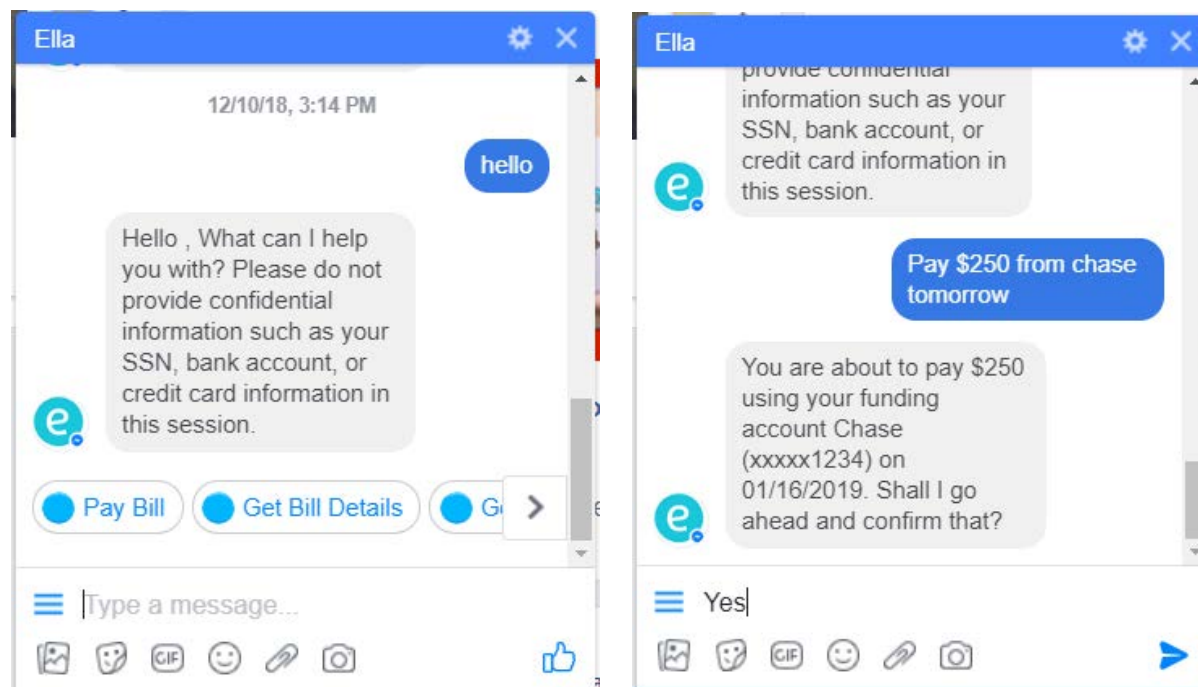 Ella
12/10/18, 3:14 PM
hello
Hello , What can I help
you with? Please do not
provide confidential
information such as your
SSN, bank account, or
credit card information in
this session.
e
Pay Bill
Get Bill Details
Type a message...
GIF
Ella
provide confidential
information such as your
SSN, bank account, or
credit card information in
this session.
e
Pay $250 from chase
tomorrow
You are about to pay $250
using your funding
account Chase
(xxxxx1234) on
01/16/2019. Shall I go
ahead and confirm that?
e
Yes
GIF